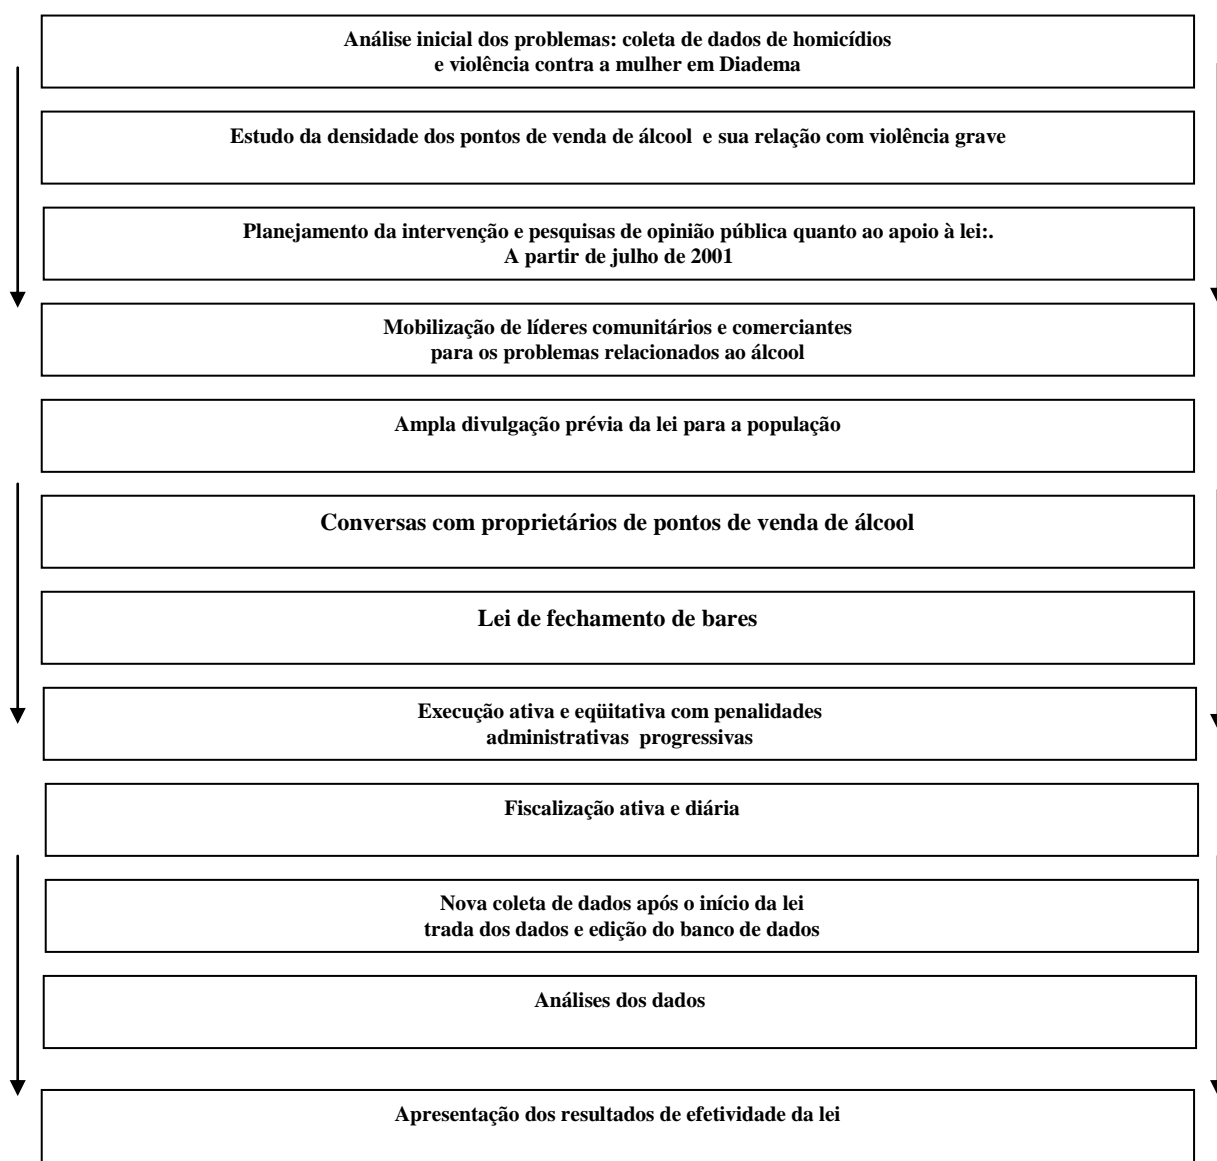 Análise inicial dos problemas: coleta de dados de homicídios
e violência contra a mulher em Diadema
Estudo da densidade dos pontos de venda de álcool e sua relação com violência grave
Planejamento da intervenção e pesquisas de opinião pública quanto ao apoio à lei:.
A partir de julho de 2001
Mobilização de líderes comunitários e comerciantes
para os problemas relacionados ao álcool
Ampla divulgação prévia da lei para a população
Conversas com proprietários de pontos de venda de álcool
Lei de fechamento de bares
Execução ativa e eqüitativa com penalidades
administrativas progressivas
Fiscalização ativa e diária
Nova coleta de dados após o início da lei
trada dos dados e edição do banco de dados
Análises dos dados
Apresentação dos resultados de efetividade da lei